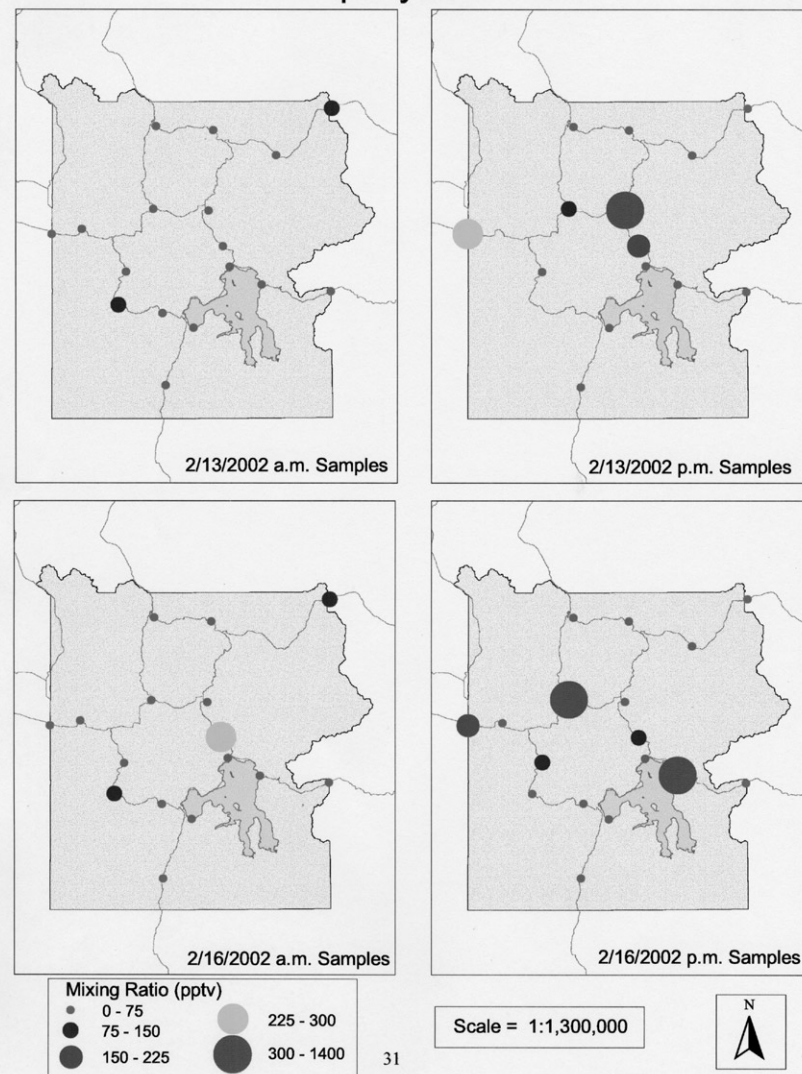 2/13/2002 a.m. Samples
2/13/2002 p.m. Samples
2/16/2002 a.m. Samples
2/16/2002 p.m. Samples
Mixing Ratio (pptv)
0 - 75
75 - 150
150 - 225
225 - 300
300 - 1400
31
Scale = 1:1,300,000
N